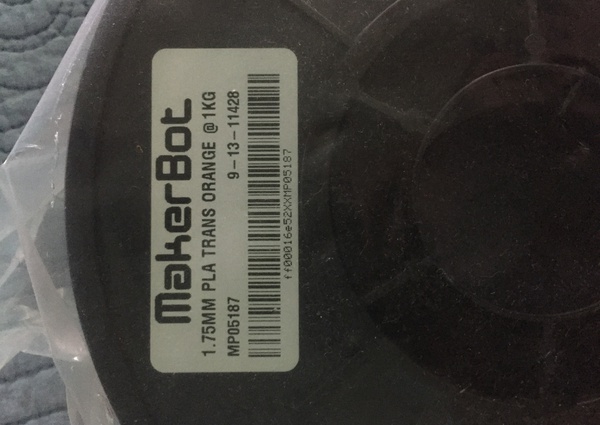 MakerBot
1.75MM PLA TRANS ORANGE @ 1KG
MP05187 9-13-11428
ff00016e52XXMP05187